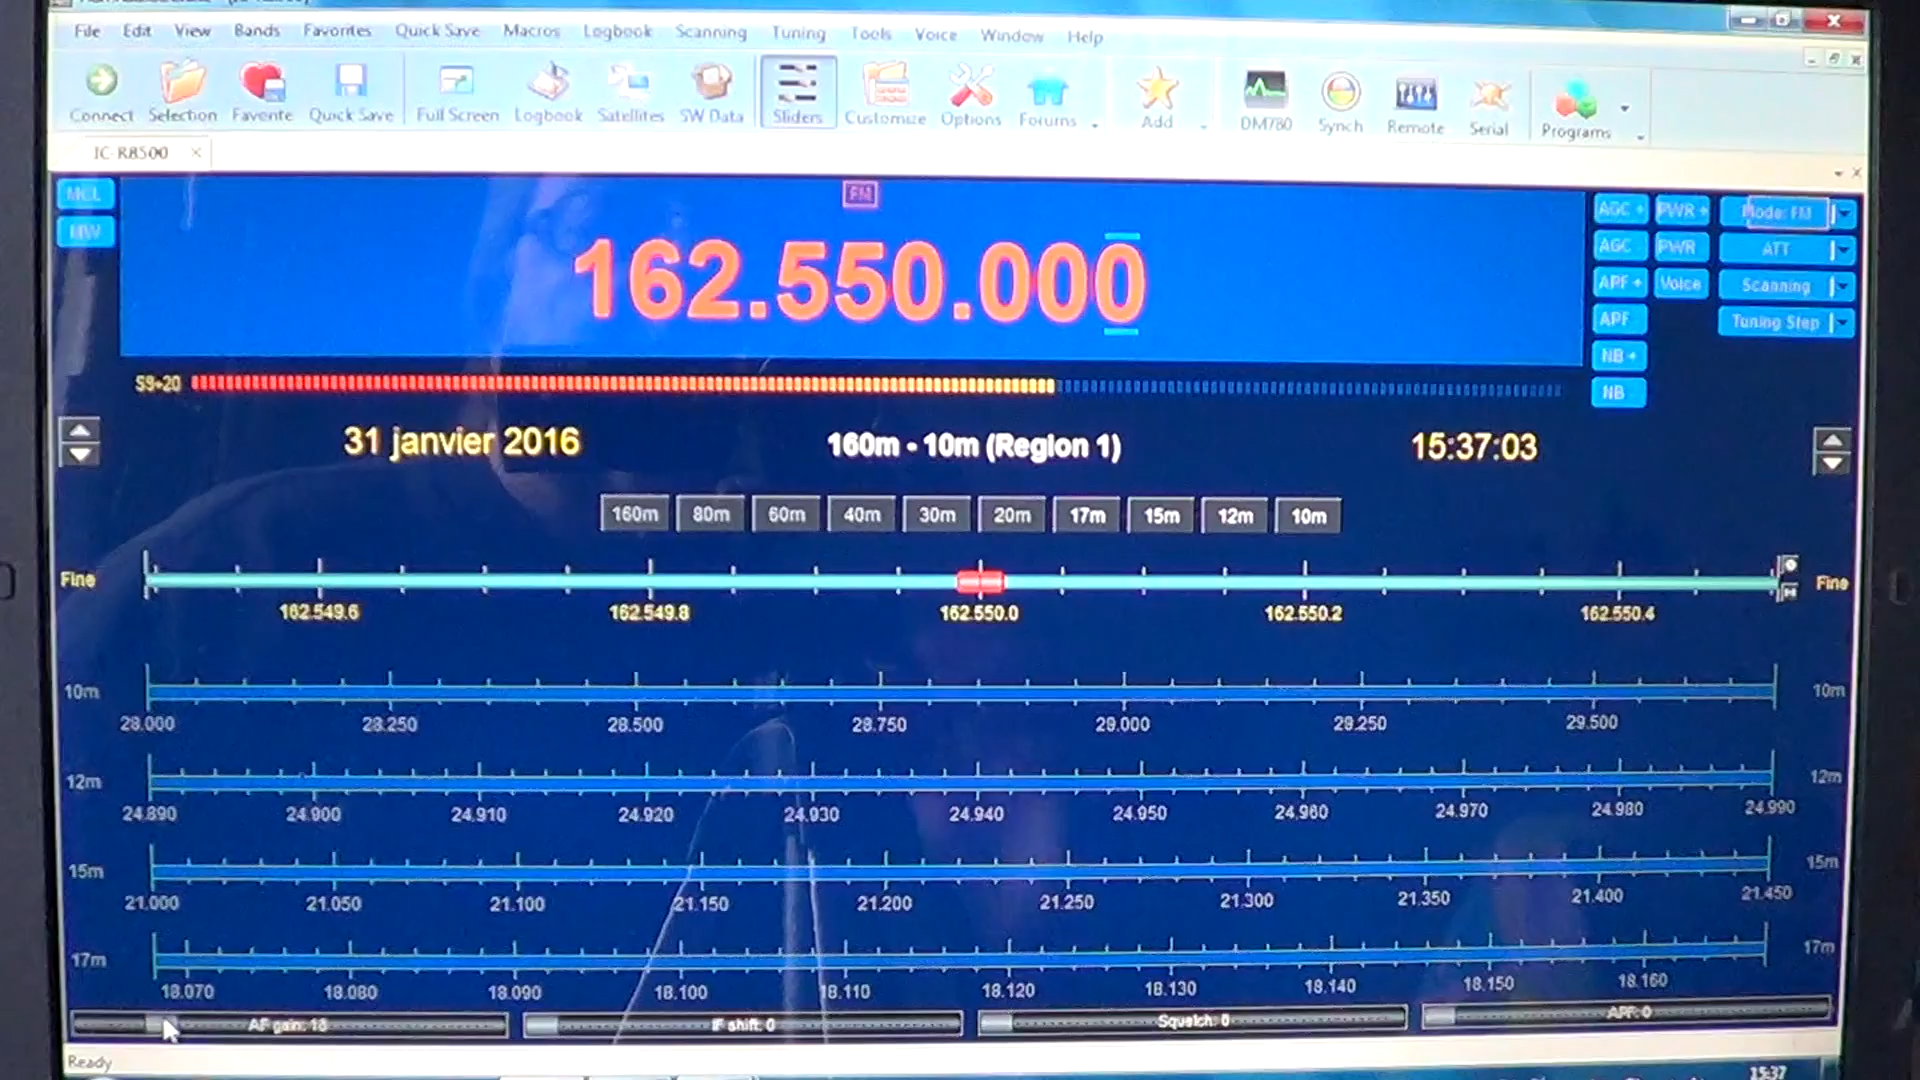 File Edit View Bands Favorites Quick Save Macros Logbook Scanning Tuning Tools Voice Window Help
Connect Selection Favorite Quick Save Full Screen Logbook Satellites SW Data Sliders Customize Options Forums Add DM780 Synch Remote Serial Programs
IC-R8500
MCL
MW
FM
162.550.000
AGC + PWR + Mode: FM
AGC - PWR - ATT
APF + Voice Scanning
APF - Tuning Step
NB +
NB -
S9+20
31 janvier 2016 160m - 10m (Region 1) 15:37:03
160m 80m 60m 40m 30m 20m 17m 15m 12m 10m
Fine Fine
162.549.6 162.549.8 162.550.0 162.550.2 162.550.4
10m 10m
28.000 28.250 28.500 28.750 29.000 29.250 29.500
12m 12m
24.890 24.900 24.910 24.920 24.930 24.940 24.950 24.960 24.970 24.980 24.990
15m 15m
21.000 21.050 21.100 21.150 21.200 21.250 21.300 21.350 21.400 21.450
17m 17m
18.070 18.080 18.090 18.100 18.110 18.120 18.130 18.140 18.150 18.160
AF gain: 18 IF shift: 0 Squelch: 0 APF: 0
Ready
15:37